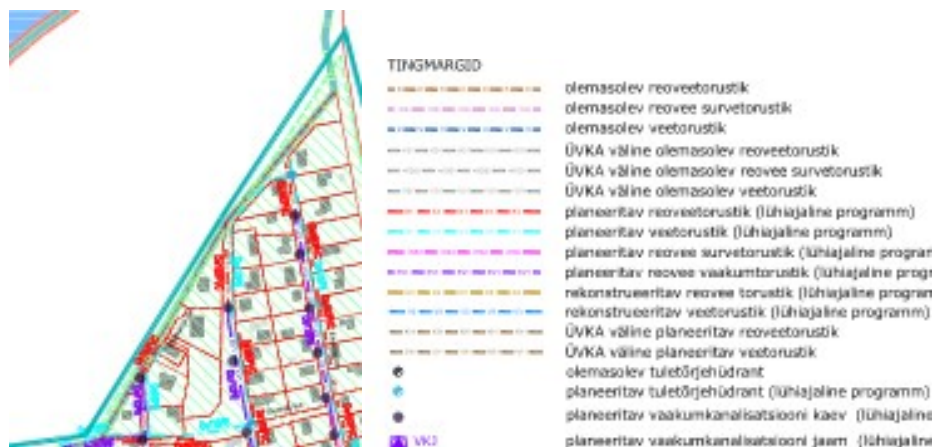 TINGMARGID
olemasolev reoveetorustik
olemasolev reovee survetorustik
olemasolev veetorustik
ÜVKA väline olemasolev reoveetorustik
ÜVKA väline olemasolev reovee survetorustik
ÜVKA väline olemasolev veetorustik
planeeritav reoveetorustik (lühiajaline programm)
planeeritav veetorustik (lühiajaline programm)
planeeritav reovee survetorustik (lühiajaline program
planeeritav reovee vaakumtorustik (lühiajaline progr
rekonstrueeritav reovee torustik (lühiajaline program
rekonstrueeritav veetorustik (lühiajaline programm)
ÜVKA väline planeeritav reoveetorustik
ÜVKA väline planeeritav veetorustik
olemasolev tuletõrjehüdrant
planeeritav tuletõrjehüdrant (lühiajaline programm)
planeeritav vaakumkanalisatsiooni kaev (lühiajaline
VKJ planeeritav vaakumkanalisatsiooni jaam (lühiajaline